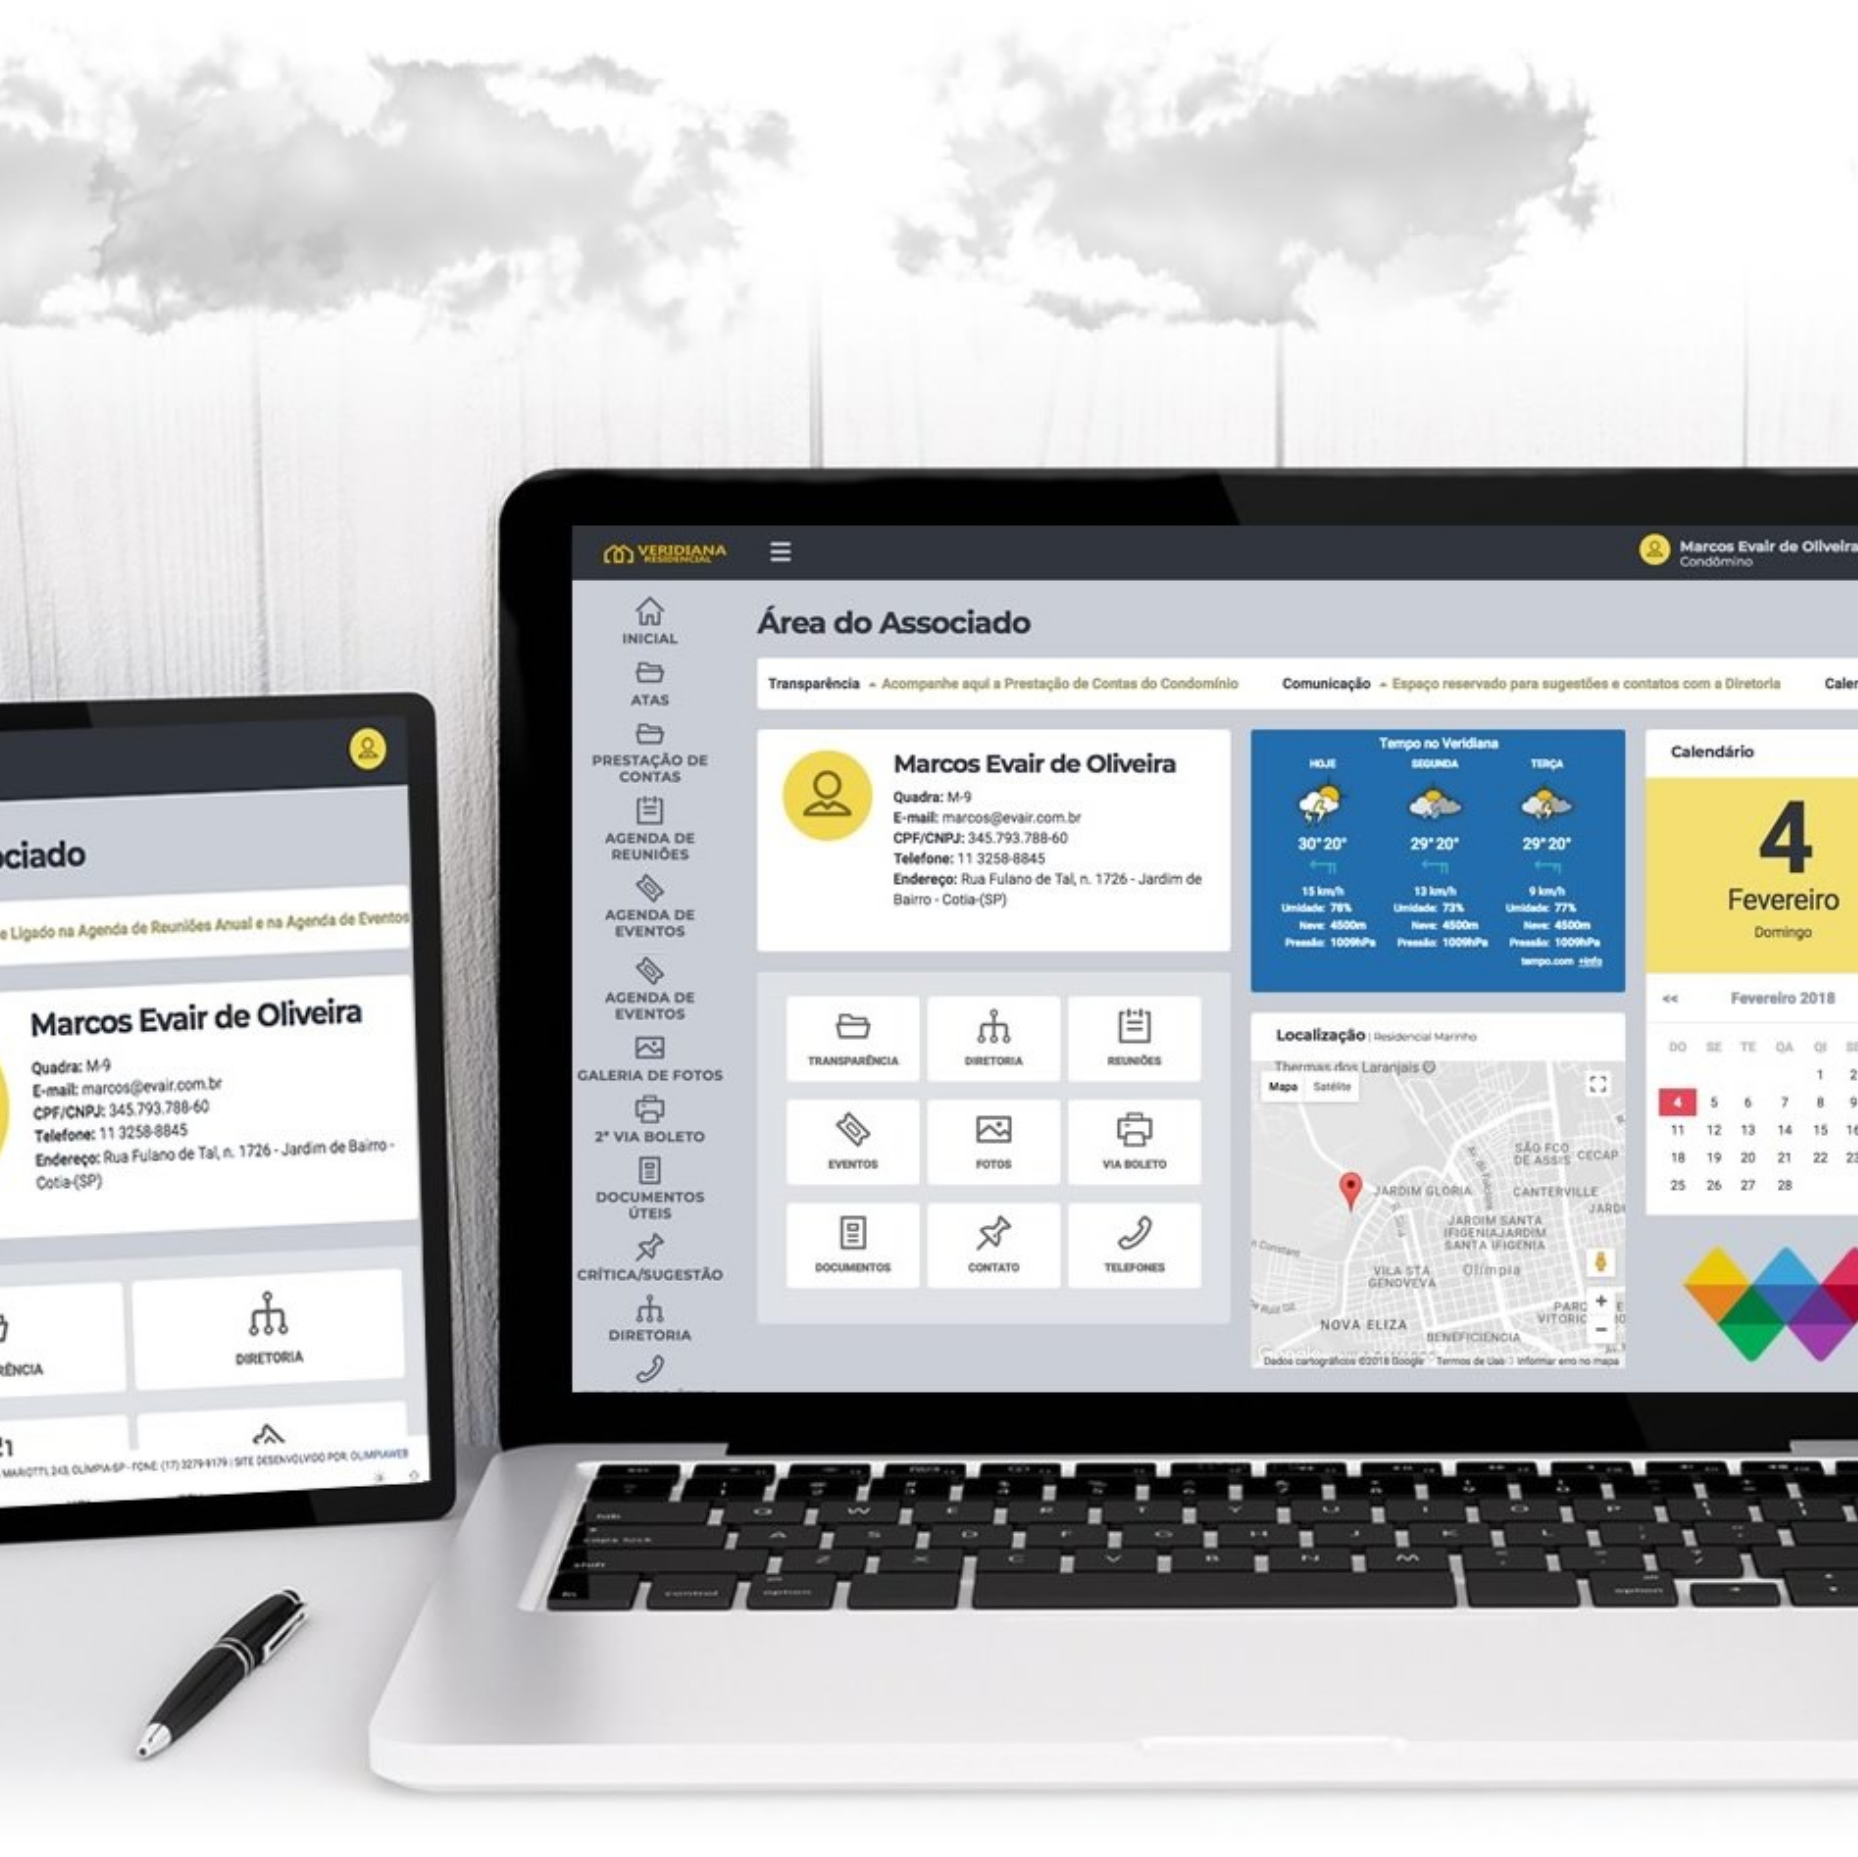 VERIDIANA
RESIDENCIAL
Marcos Evair de Oliveira
Condômino
INICIAL
ATAS
PRESTAÇÃO DE
CONTAS
AGENDA DE
REUNIÕES
AGENDA DE
EVENTOS
AGENDA DE
EVENTOS
GALERIA DE FOTOS
2ª VIA BOLETO
DOCUMENTOS
ÚTEIS
CRÍTICA/SUGESTÃO
DIRETORIA
Área do Associado
Transparência - Acompanhe aqui a Prestação de Contas do Condomínio
Comunicação - Espaço reservado para sugestões e contatos com a Diretoria
Marcos Evair de Oliveira
Quadra: M-9
E-mail: marcos@evair.com.br
CPF/CNPJ: 345.793.788-60
Telefone: 11 3258-8845
Endereço: Rua Fulano de Tal, n. 1726 - Jardim de
Bairro - Cotia-(SP)
TRANSPARÊNCIA
DIRETORIA
REUNIÕES
EVENTOS
FOTOS
VIA BOLETO
DOCUMENTOS
CONTATO
TELEFONES
Tempo no Veridiana
HOJE SEGUNDA TERÇA
30° 20° 29° 20° 29° 20°
15 km/h 13 km/h 9 km/h
Umidade: 78% Umidade: 73% Umidade: 77%
Neve: 4500m Neve: 4500m Neve: 4500m
Pressão: 1009hPa Pressão: 1009hPa Pressão: 1009hPa
tempo.com +info
Localização | Residencial Marinho
Thermas dos Laranjais
Mapa Satélite
SÃO FCO
DE ASSIS
CECAP
JARDIM GLORIA
CANTERVILLE
JARDIM SANTA
IFIGENIAJARDIM
SANTA IFIGENIA
VILA STA
GENOVEVA
Olímpia
NOVA ELIZA
BENEFICIENCIA
+
−
Dados cartográficos ©2018 Google Termos de Uso Informar erro no mapa
Calendário
4
Fevereiro
Domingo
<< Fevereiro 2018
DO SE TE QA QI
1 2
4 5 6 7 8 9
11 12 13 14 15 16
18 19 20 21 22 23
25 26 27 28
ciado
e Ligado na Agenda de Reuniões Anual e na Agenda de Eventos
Marcos Evair de Oliveira
Quadra: M-9
E-mail: marcos@evair.com.br
CPF/CNPJ: 345.793.788-60
Telefone: 11 3258-8845
Endereço: Rua Fulano de Tal, n. 1726 - Jardim de Bairro -
Cotia-(SP)
RÊNCIA
DIRETORIA
MARIOTTI, 243, OLÍMPIA-SP - FONE: (17) 3279-9179 | SITE DESENVOLVIDO POR: OLIMPIAWEB
Q W E R T Y U I O P
A S D F G H J K L
Z X C V B N M
fn control option option